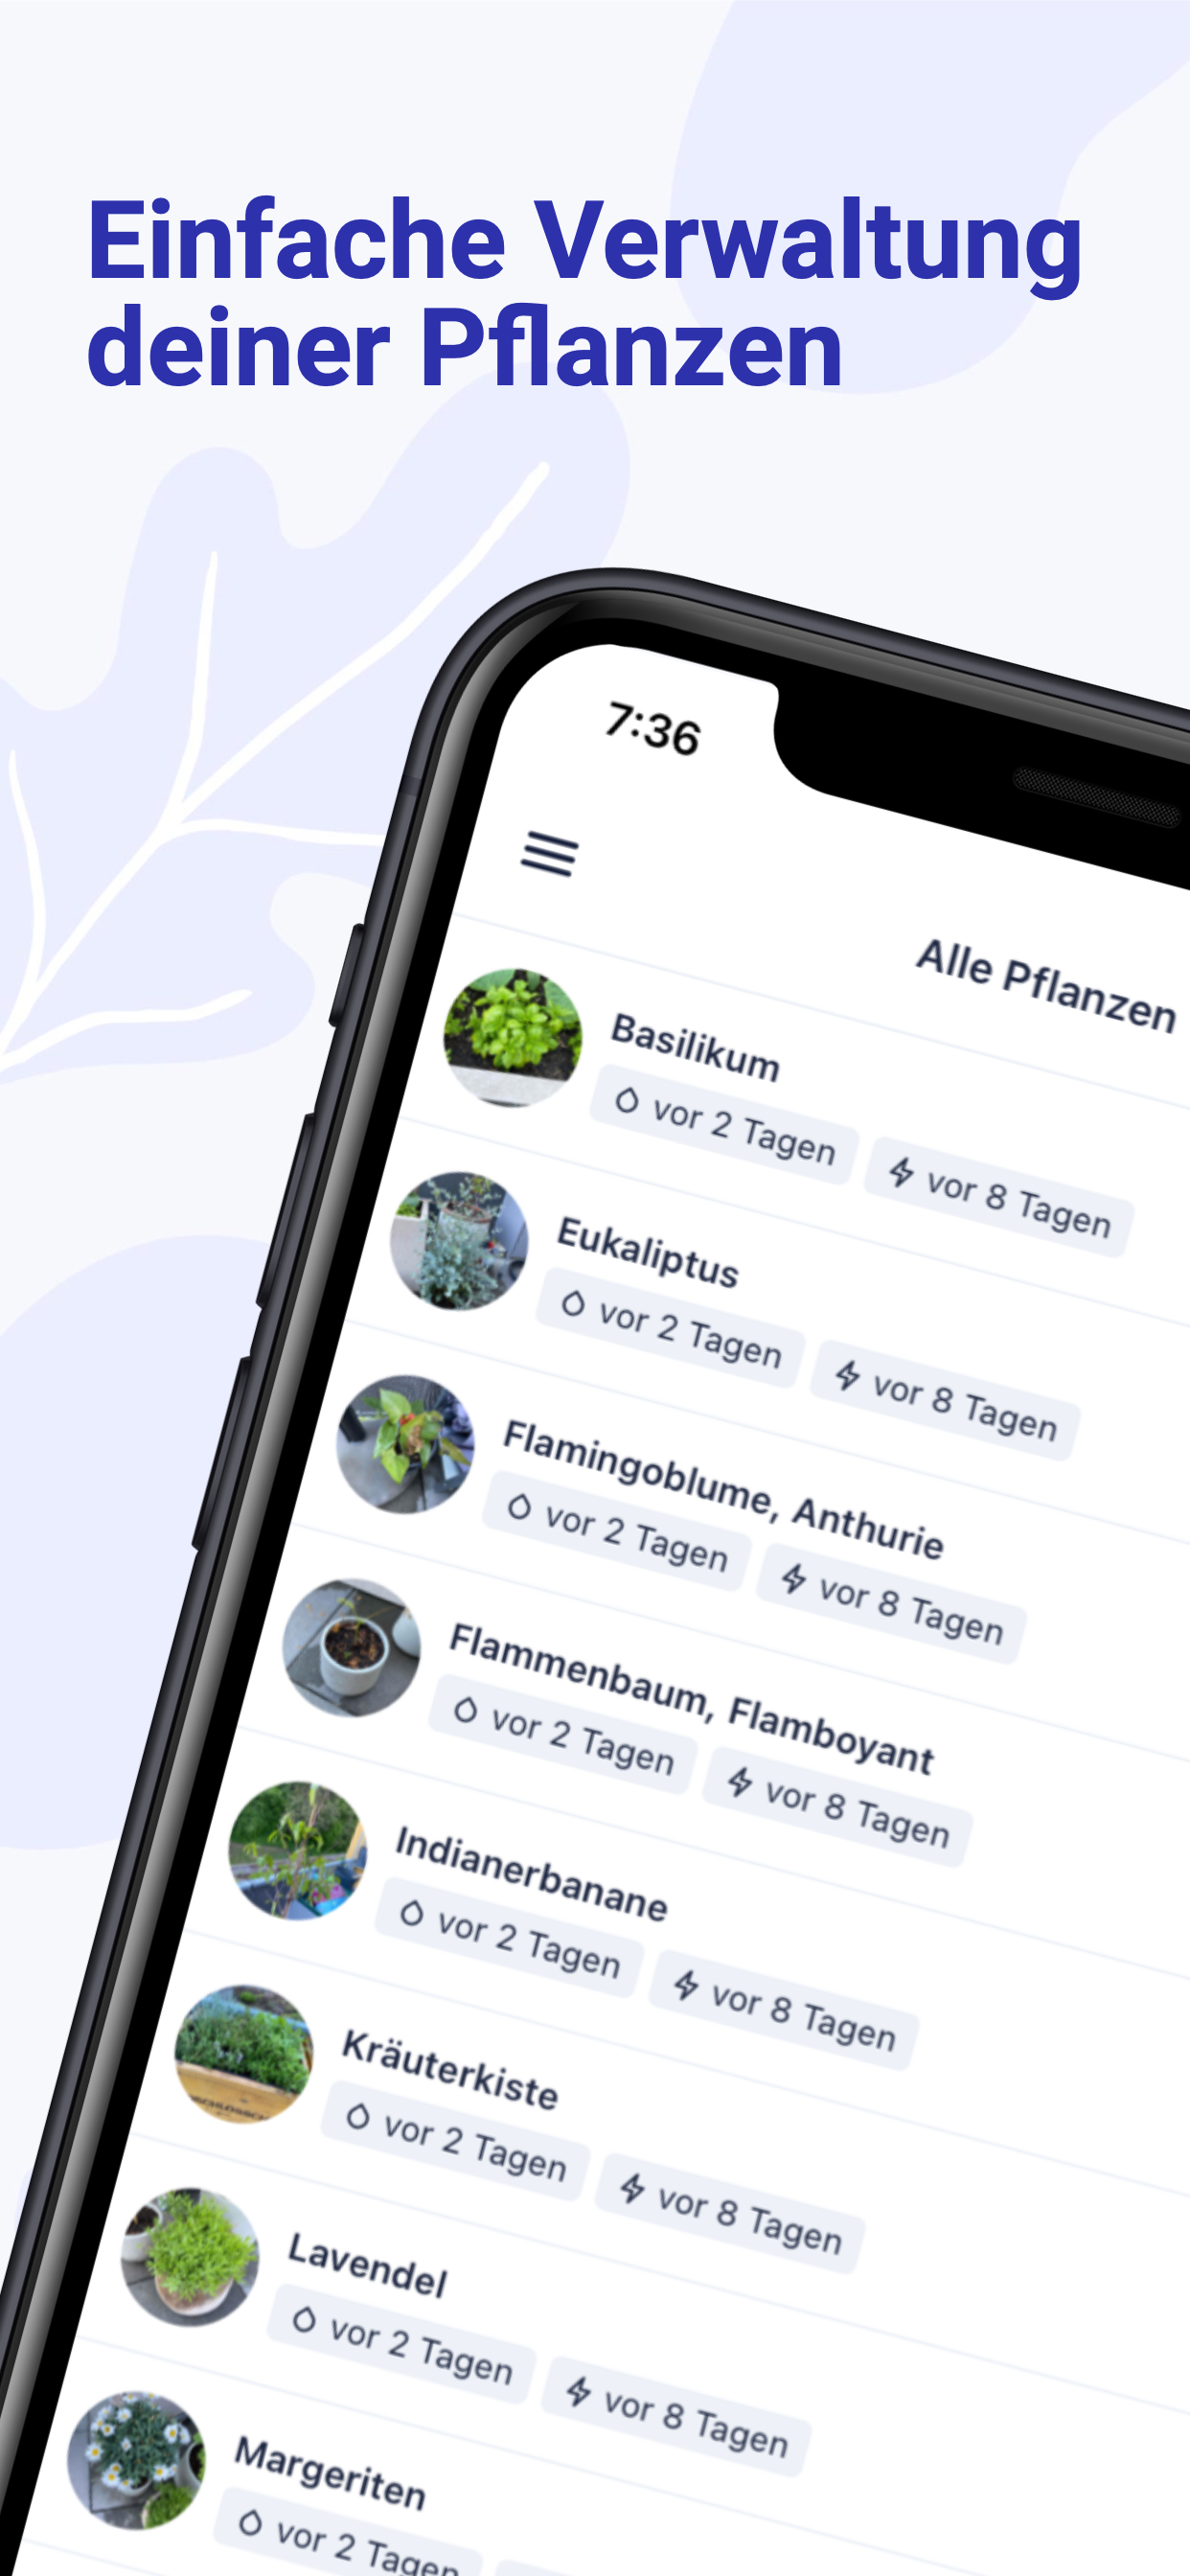 Einfache Verwaltung
deiner Pflanzen
7:36
Alle Pflanzen
Basilikum
vor 2 Tagen vor 8 Tagen
Eukaliptus
vor 2 Tagen vor 8 Tagen
Flamingoblume, Anthurie
vor 2 Tagen vor 8 Tagen
Flammenbaum, Flamboyant
vor 2 Tagen vor 8 Tagen
Indianerbanane
vor 2 Tagen vor 8 Tagen
Kräuterkiste
vor 2 Tagen vor 8 Tagen
Lavendel
vor 2 Tagen vor 8 Tagen
Margeriten
vor 2 Tagen